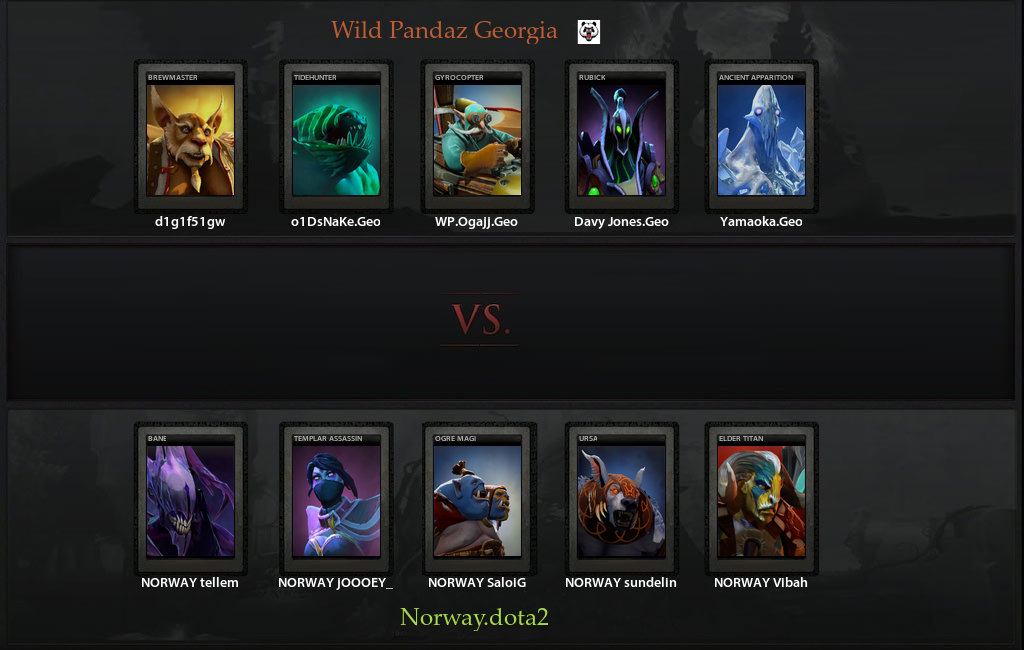 Wild Pandaz Georgia
BREWMASTER
TIDEHUNTER
GYROCOPTER
RUBICK
ANCIENT APPARITION
d1g1f51gw
o1DsNaKe.Geo
WP.OgaJJ.Geo
Davy Jones.Geo
Yamaoka.Geo
VS.
BANE
TEMPLAR ASSASSIN
OGRE MAGI
URSA
ELDER TITAN
NORWAY tellem
NORWAY jOOOEY_
NORWAY SaloiG
NORWAY sundelin
NORWAY Vibah
Norway.dota2